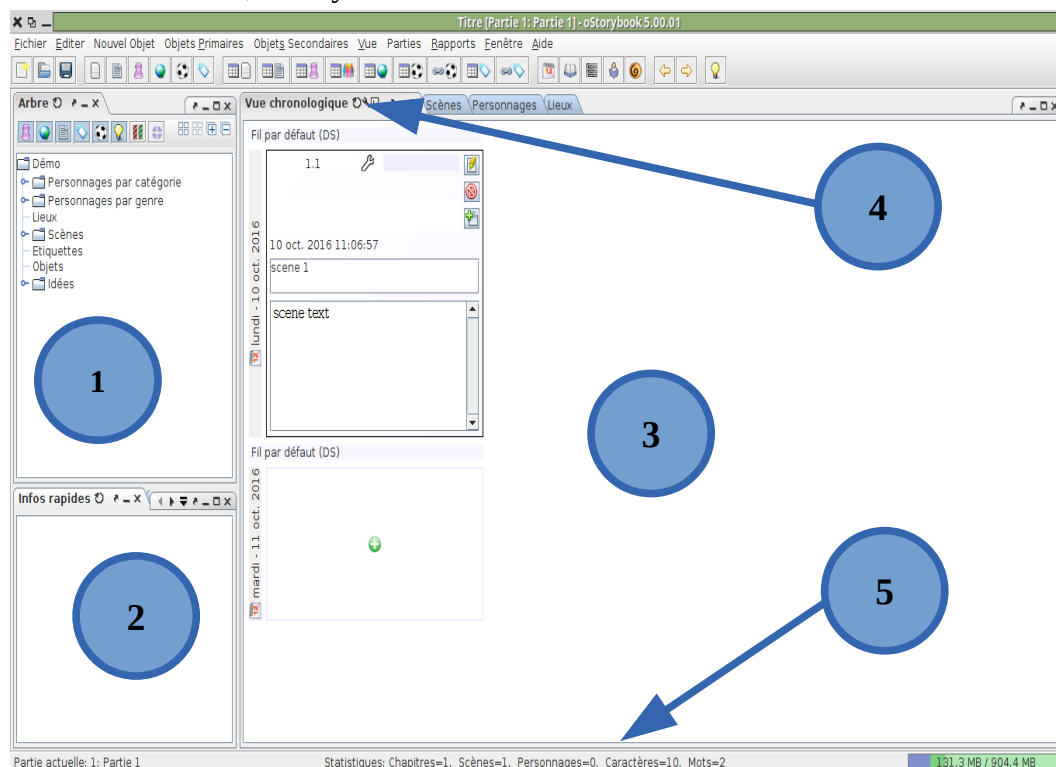 Titre [Partie 1: Partie 1] - oStorybook 5.00.01
Fichier Editer Nouvel Objet Objets Primaires Objets Secondaires Vue Parties Rapports Fenêtre Aide
Arbre
Vue chronologique Scènes Personnages Lieux
Fil par défaut (DS)
Démo
Personnages par catégorie
Personnages par genre
Lieux
Scènes
Etiquettes
Objets
Idées
1.1
lundi - 10 oct. 2016
10 oct. 2016 11:06:57
scene 1
scene text
4
1
3
Fil par défaut (DS)
mardi - 11 oct. 2016
Infos rapides
2
5
Partie actuelle: 1: Partie 1
Statistiques: Chapitres=1, Scènes=1, Personnages=0, Caractères=10, Mots=2
131.3 MB / 904.4 MB